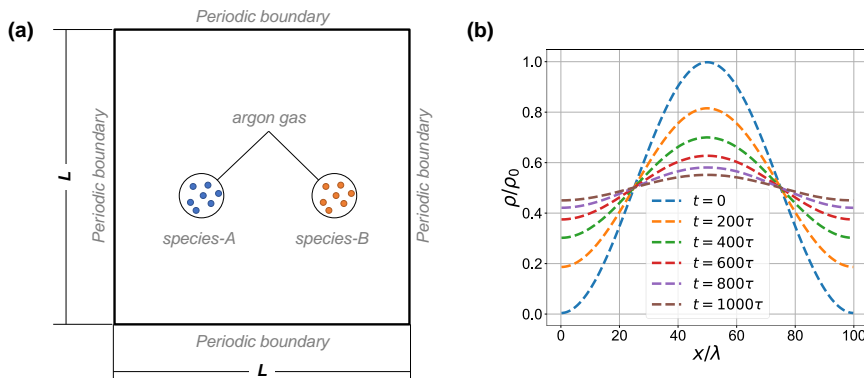 (a)
Periodic boundary
Periodic boundary
L
argon gas
species-A
species-B
Periodic boundary
Periodic boundary
L
(b)
ρ/ρ₀
1.0
0.8
0.6
0.4
0.2
0.0
t = 0
t = 200τ
t = 400τ
t = 600τ
t = 800τ
t = 1000τ
0 20 40 60 80 100
x/λ